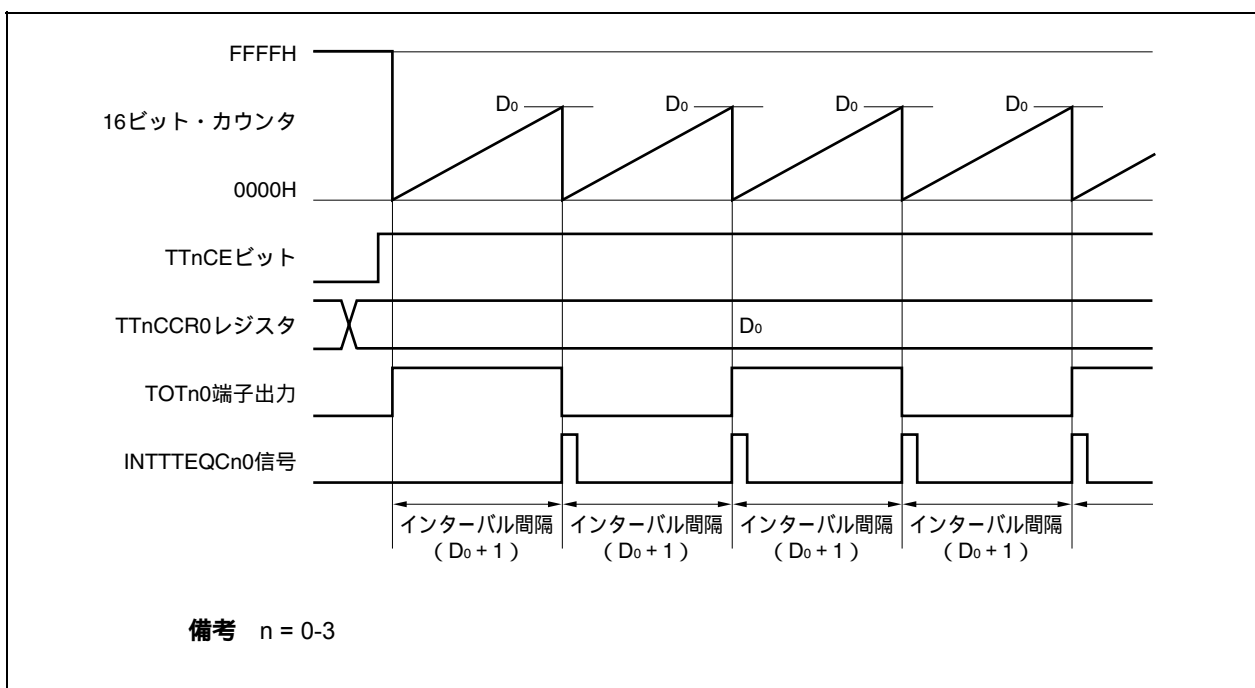 FFFFH
D0 D0 D0 D0
16ビット・カウンタ
0000H
TTnCEビット
TTnCCR0レジスタ D0
TOTn0端子出力
INTTTEQCn0信号
インターバル間隔 インターバル間隔 インターバル間隔 インターバル間隔
(D0+1) (D0+1) (D0+1) (D0+1)
備考 n = 0-3